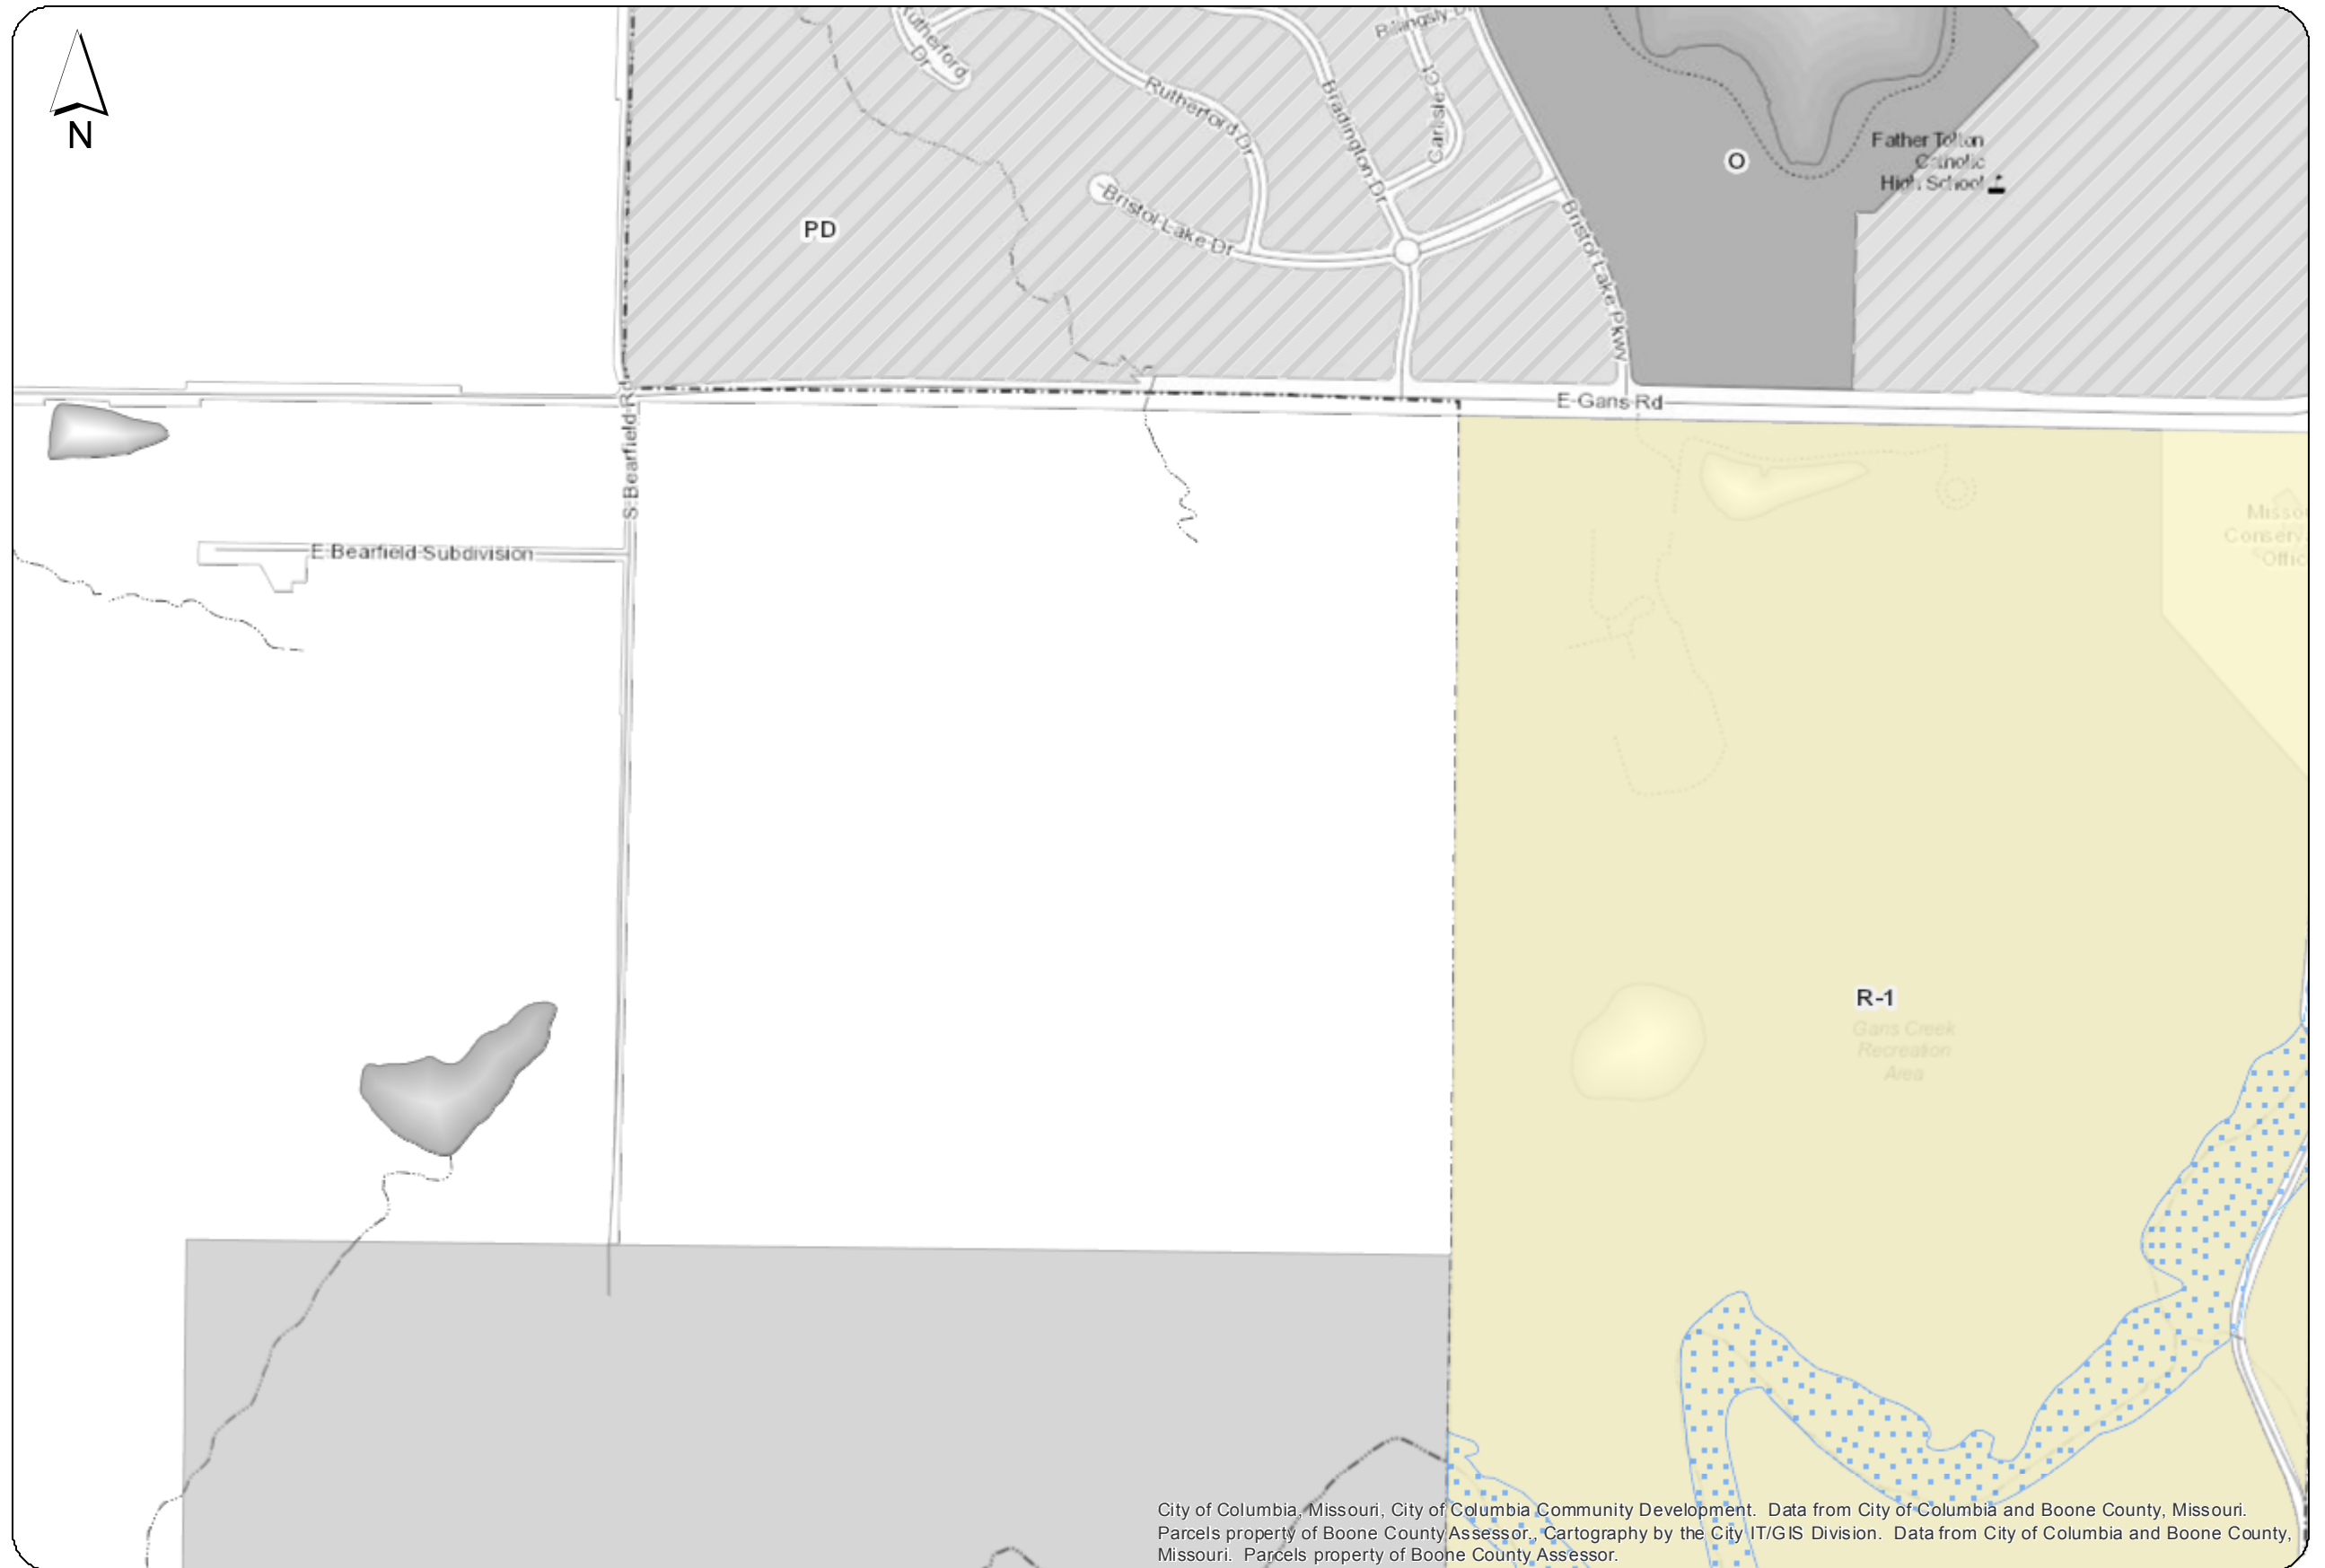 N
Rutherford
Dr
Billingsly D
Carlisle Ct
Rutherford Dr
Bradington Dr
Father Tolton
Catholic
High School
O
PD
Bristol Lake Dr
Bristol Lake Pkwy
E Gans Rd
S Bearfield Rd
E Bearfield Subdivision
Misso
Conserv
Offic
R-1
Gans Creek
Recreation
Area
City of Columbia, Missouri, City of Columbia Community Development. Data from City of Columbia and Boone County, Missouri.
Parcels property of Boone County Assessor., Cartography by the City IT/GIS Division. Data from City of Columbia and Boone County,
Missouri. Parcels property of Boone County Assessor.